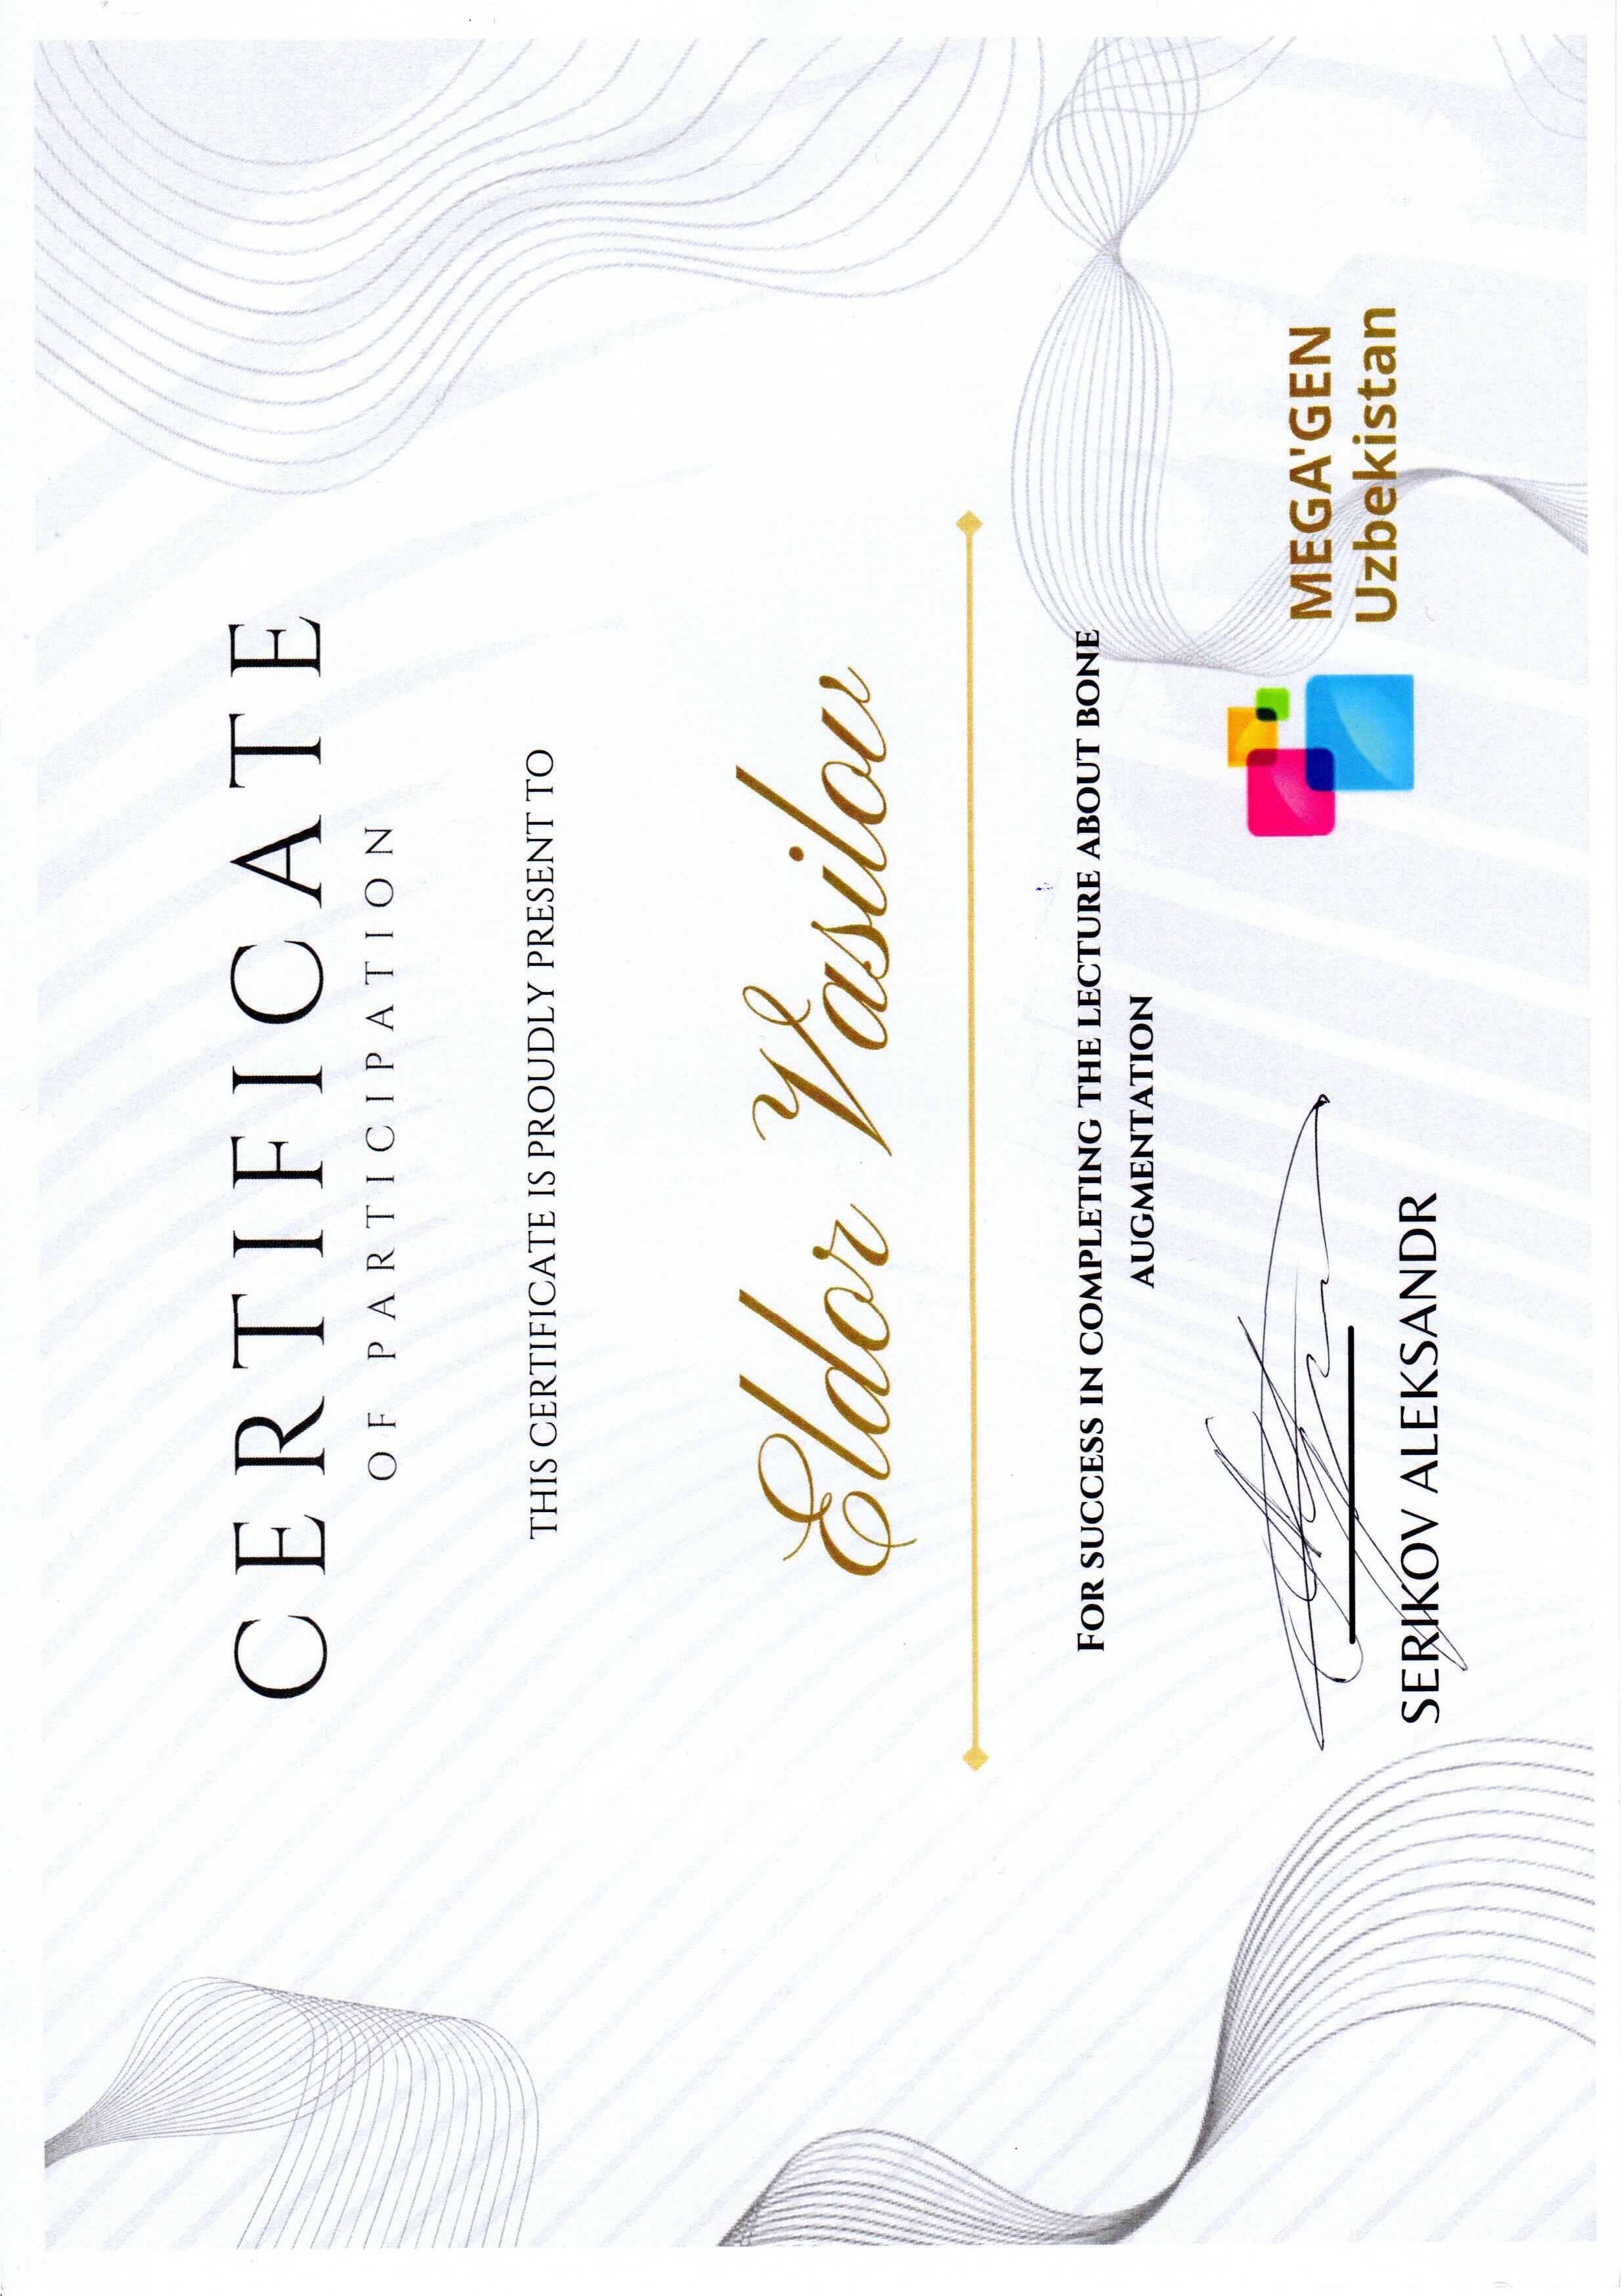 CERTIFICATE
OF PARTICIPATION
THIS CERTIFICATE IS PROUDLY PRESENT TO
Eldor Vasilov
FOR SUCCESS IN COMPLETING THE LECTURE ABOUT BONE
AUGMENTATION
SERIKOV ALEKSANDR
MEGA'GEN
Uzbekistan